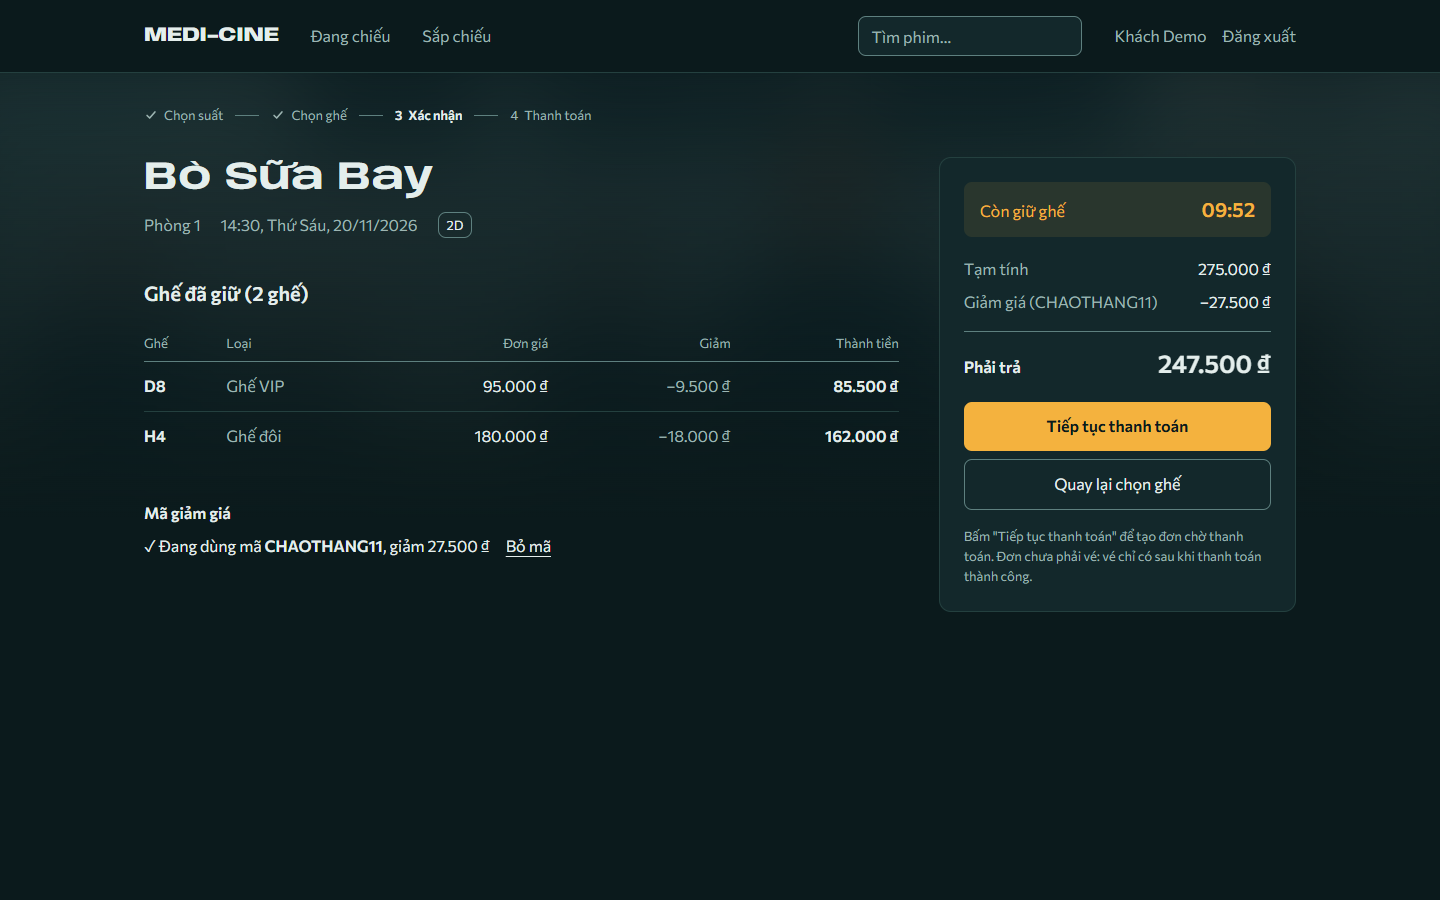 MEDI-CINE Đang chiếu Sắp chiếu Tìm phim... Khách Demo Đăng xuất
✓ Chọn suất — ✓ Chọn ghế — 3 Xác nhận — 4 Thanh toán
Bò Sữa Bay
Phòng 1 14:30, Thứ Sáu, 20/11/2026 2D
Ghế đã giữ (2 ghế)
Ghế Loại Đơn giá Giảm Thành tiền
D8 Ghế VIP 95.000 ₫ −9.500 ₫ 85.500 ₫
H4 Ghế đôi 180.000 ₫ −18.000 ₫ 162.000 ₫
Mã giảm giá
✓ Đang dùng mã CHAOTHANG11, giảm 27.500 ₫ Bỏ mã
Còn giữ ghế 09:52
Tạm tính 275.000 ₫
Giảm giá (CHAOTHANG11) −27.500 ₫
Phải trả 247.500 ₫
Tiếp tục thanh toán
Quay lại chọn ghế
Bấm "Tiếp tục thanh toán" để tạo đơn chờ thanh
toán. Đơn chưa phải vé: vé chỉ có sau khi thanh toán
thành công.